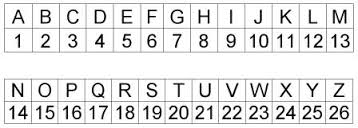 A B C D E F G H I J K L M
1 2 3 4 5 6 7 8 9 10 11 12 13
N O P Q R S T U V W X Y Z
14 15 16 17 18 19 20 21 22 23 24 25 26